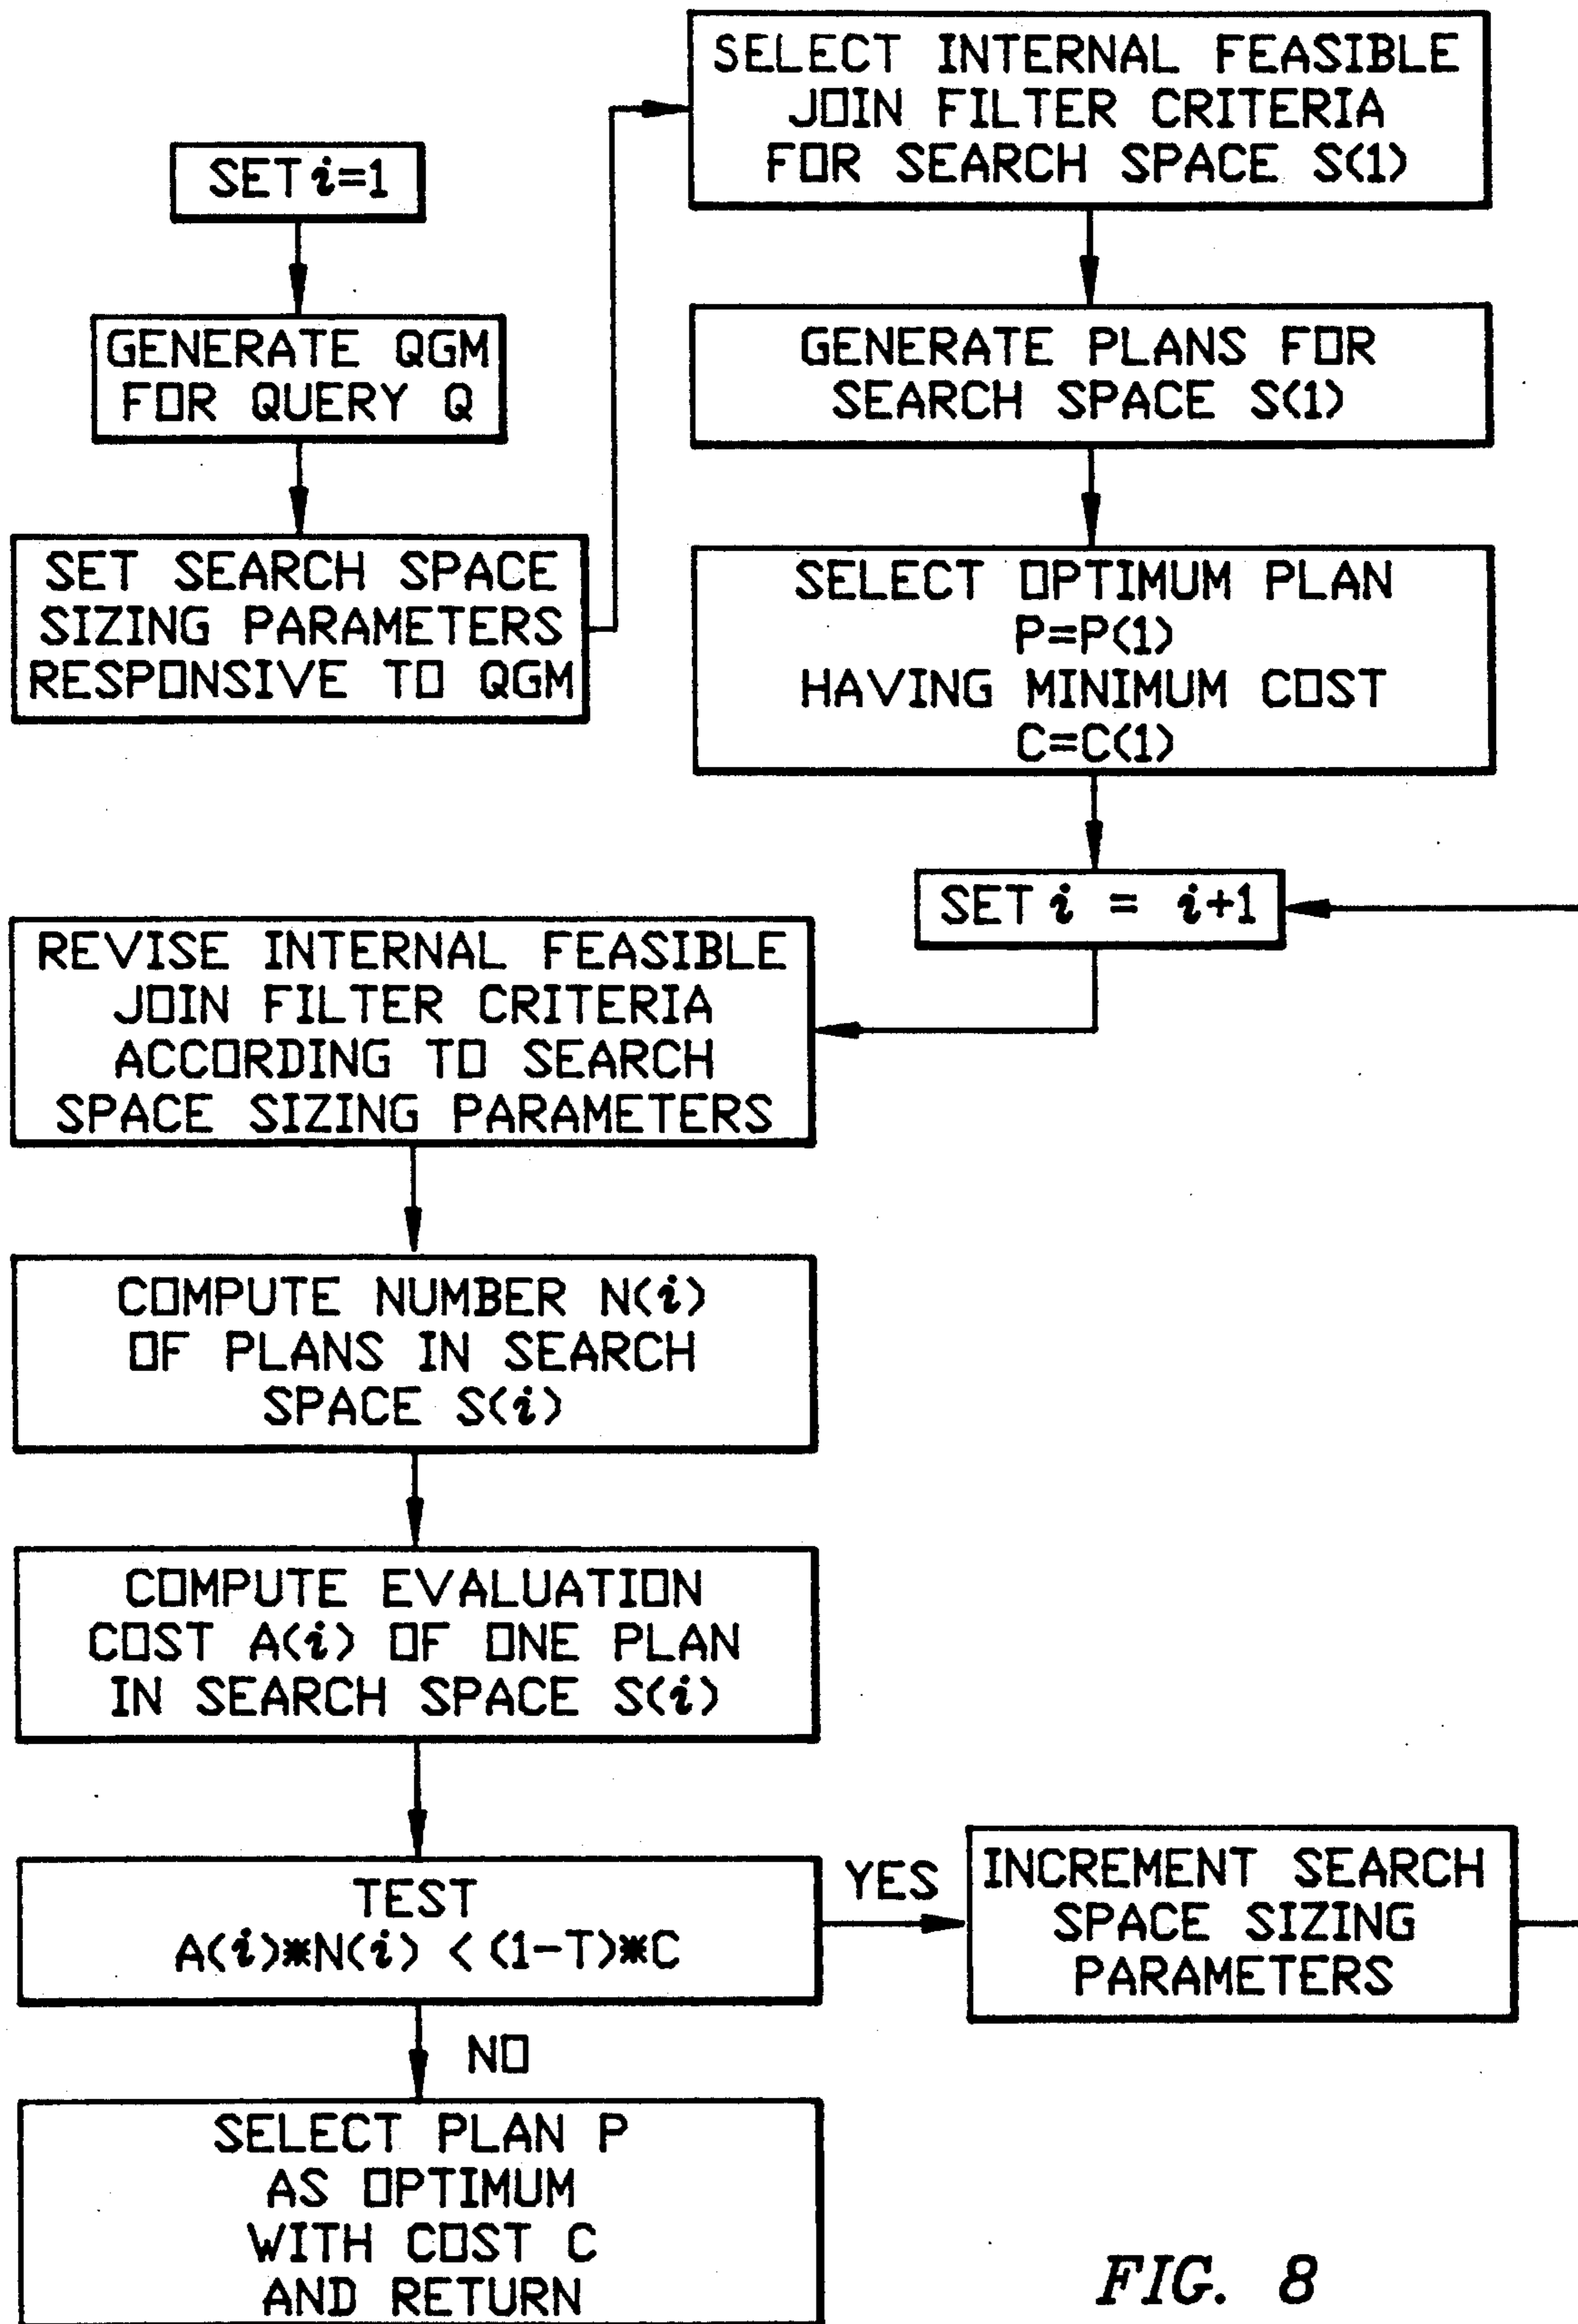 SET i=1
GENERATE QGM
FOR QUERY Q
SET SEARCH SPACE
SIZING PARAMETERS
RESPONSIVE TO QGM
SELECT INTERNAL FEASIBLE
JOIN FILTER CRITERIA
FOR SEARCH SPACE S(1)
GENERATE PLANS FOR
SEARCH SPACE S(1)
SELECT OPTIMUM PLAN
P=P(1)
HAVING MINIMUM COST
C=C(1)
SET i = i+1
REVISE INTERNAL FEASIBLE
JOIN FILTER CRITERIA
ACCORDING TO SEARCH
SPACE SIZING PARAMETERS
COMPUTE NUMBER N(i)
OF PLANS IN SEARCH
SPACE S(i)
COMPUTE EVALUATION
COST A(i) OF ONE PLAN
IN SEARCH SPACE S(i)
TEST
A(i)*N(i) < (1-T)*C
YES
INCREMENT SEARCH
SPACE SIZING
PARAMETERS
NO
SELECT PLAN P
AS OPTIMUM
WITH COST C
AND RETURN
FIG. 8